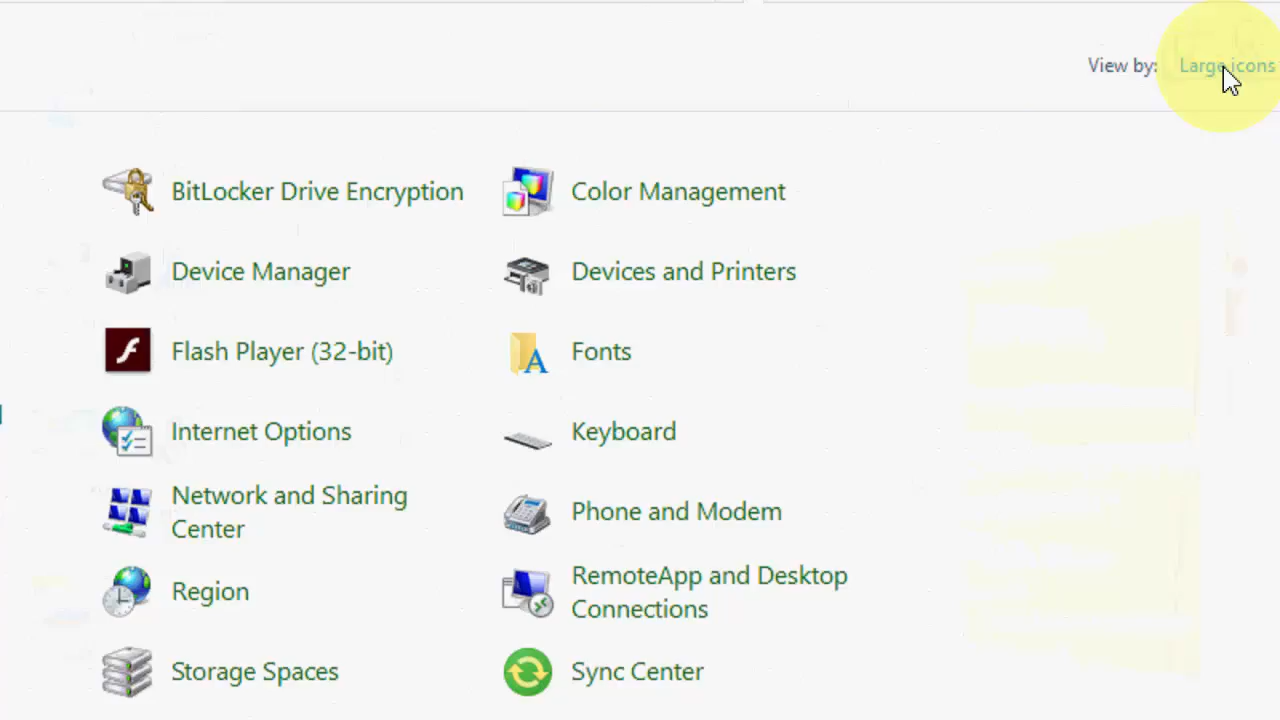 View by: Large icons
BitLocker Drive Encryption
Color Management
Device Manager
Devices and Printers
Flash Player (32-bit)
Fonts
Internet Options
Keyboard
Network and Sharing
Center
Phone and Modem
Region
RemoteApp and Desktop
Connections
Storage Spaces
Sync Center